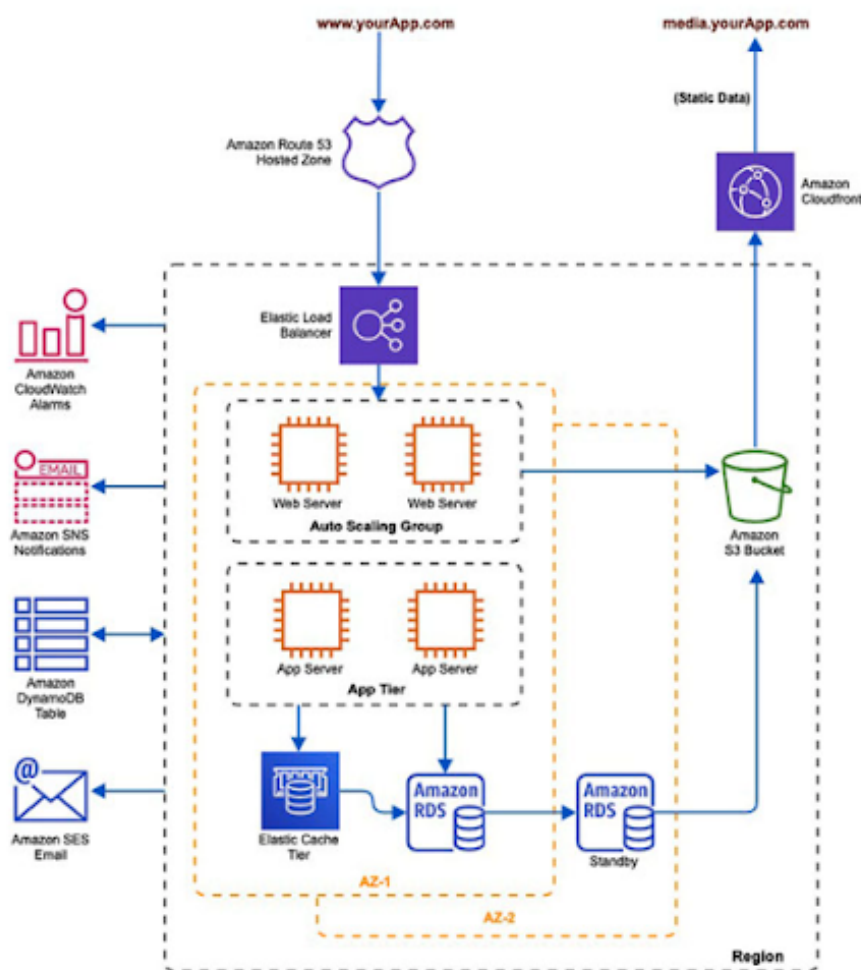 www.yourApp.com
media.yourApp.com
(Static Data)
Amazon Route 53
Hosted Zone
Amazon
Cloudfront
Elastic Load
Balancer
Amazon
CloudWatch
Alarms
Web Server
Web Server
Auto Scaling Group
EMAIL
Amazon SNS
Notifications
Amazon
S3 Bucket
App Server
App Server
App Tier
Amazon
DynamoDB
Table
Amazon
RDS
Amazon
RDS
@
Amazon SES
Email
Elastic Cache
Tier
Standby
AZ-1
AZ-2
Region